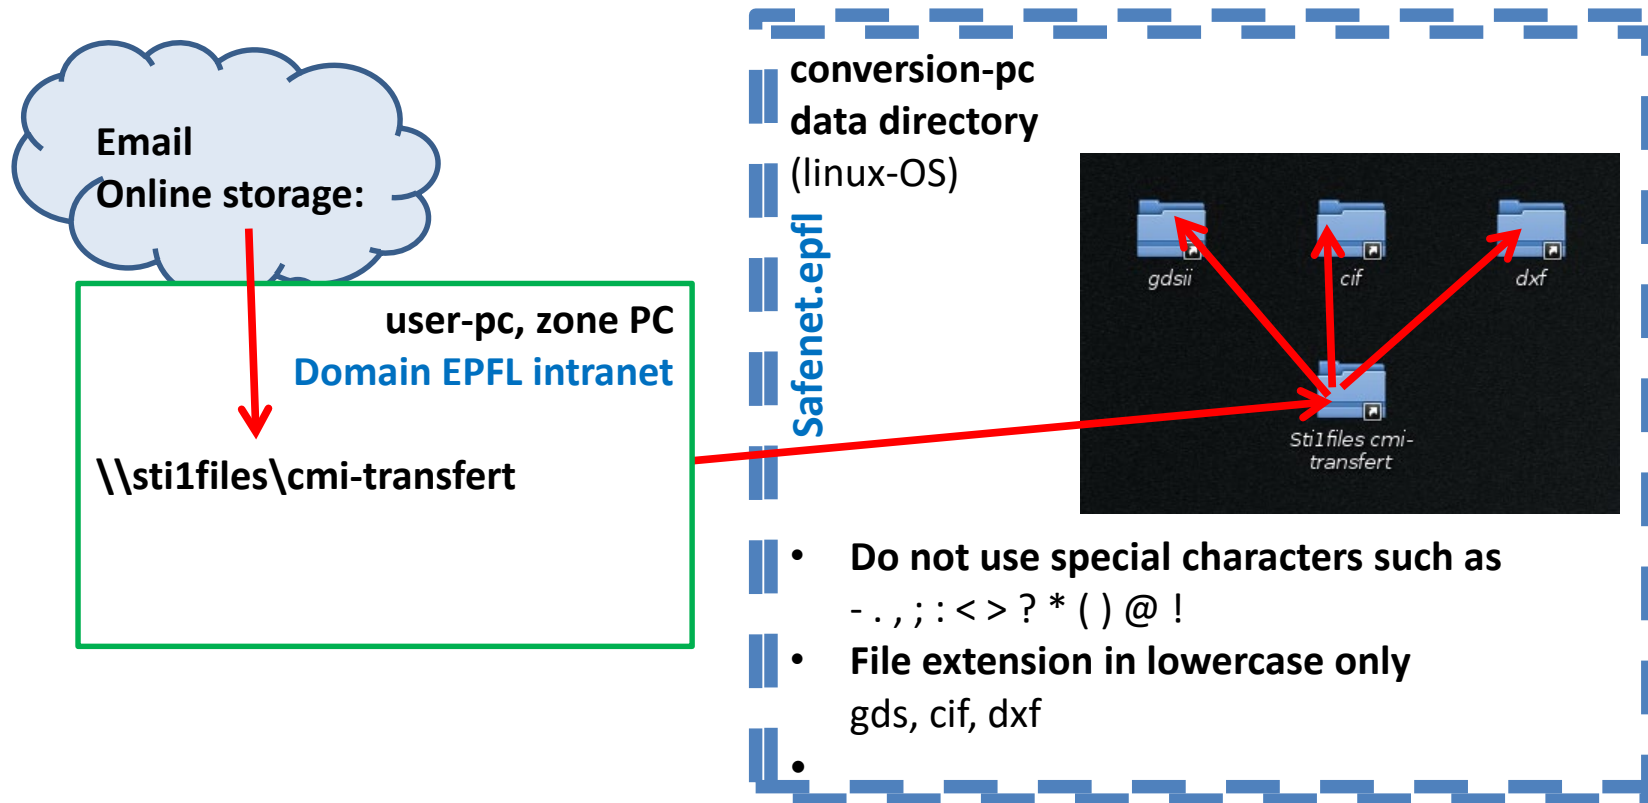 Email
Online storage:
user-pc, zone PC
Domain EPFL intranet
\\sti1files\cmi-transfert
Safenet.epfl
conversion-pc
data directory
(linux-OS)
gdsii
cif
dxf
Sti1files cmi-
transfert
• Do not use special characters such as
- . , ; : < > ? * ( ) @ !
• File extension in lowercase only
gds, cif, dxf
•